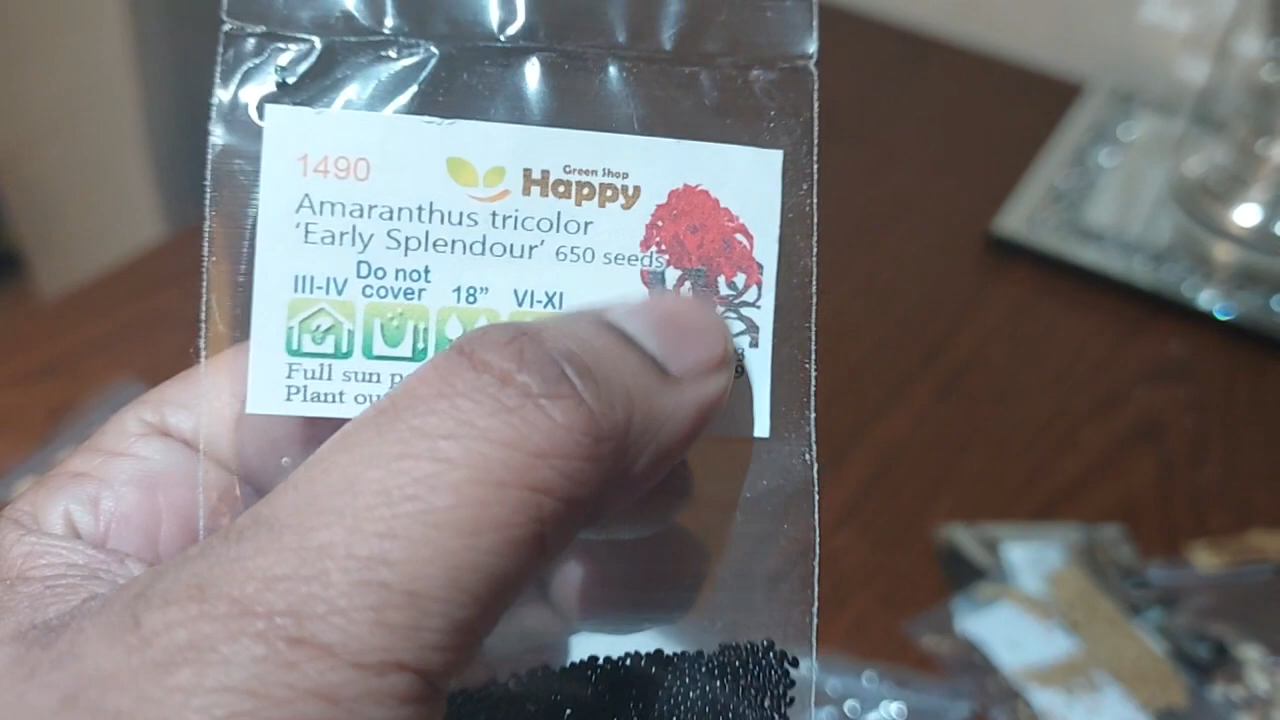 1490
Green Shop
Happy
Amaranthus tricolor
'Early Splendour' 650 seeds
III-IV Do not cover 18" VI-XI
Full sun
Plant